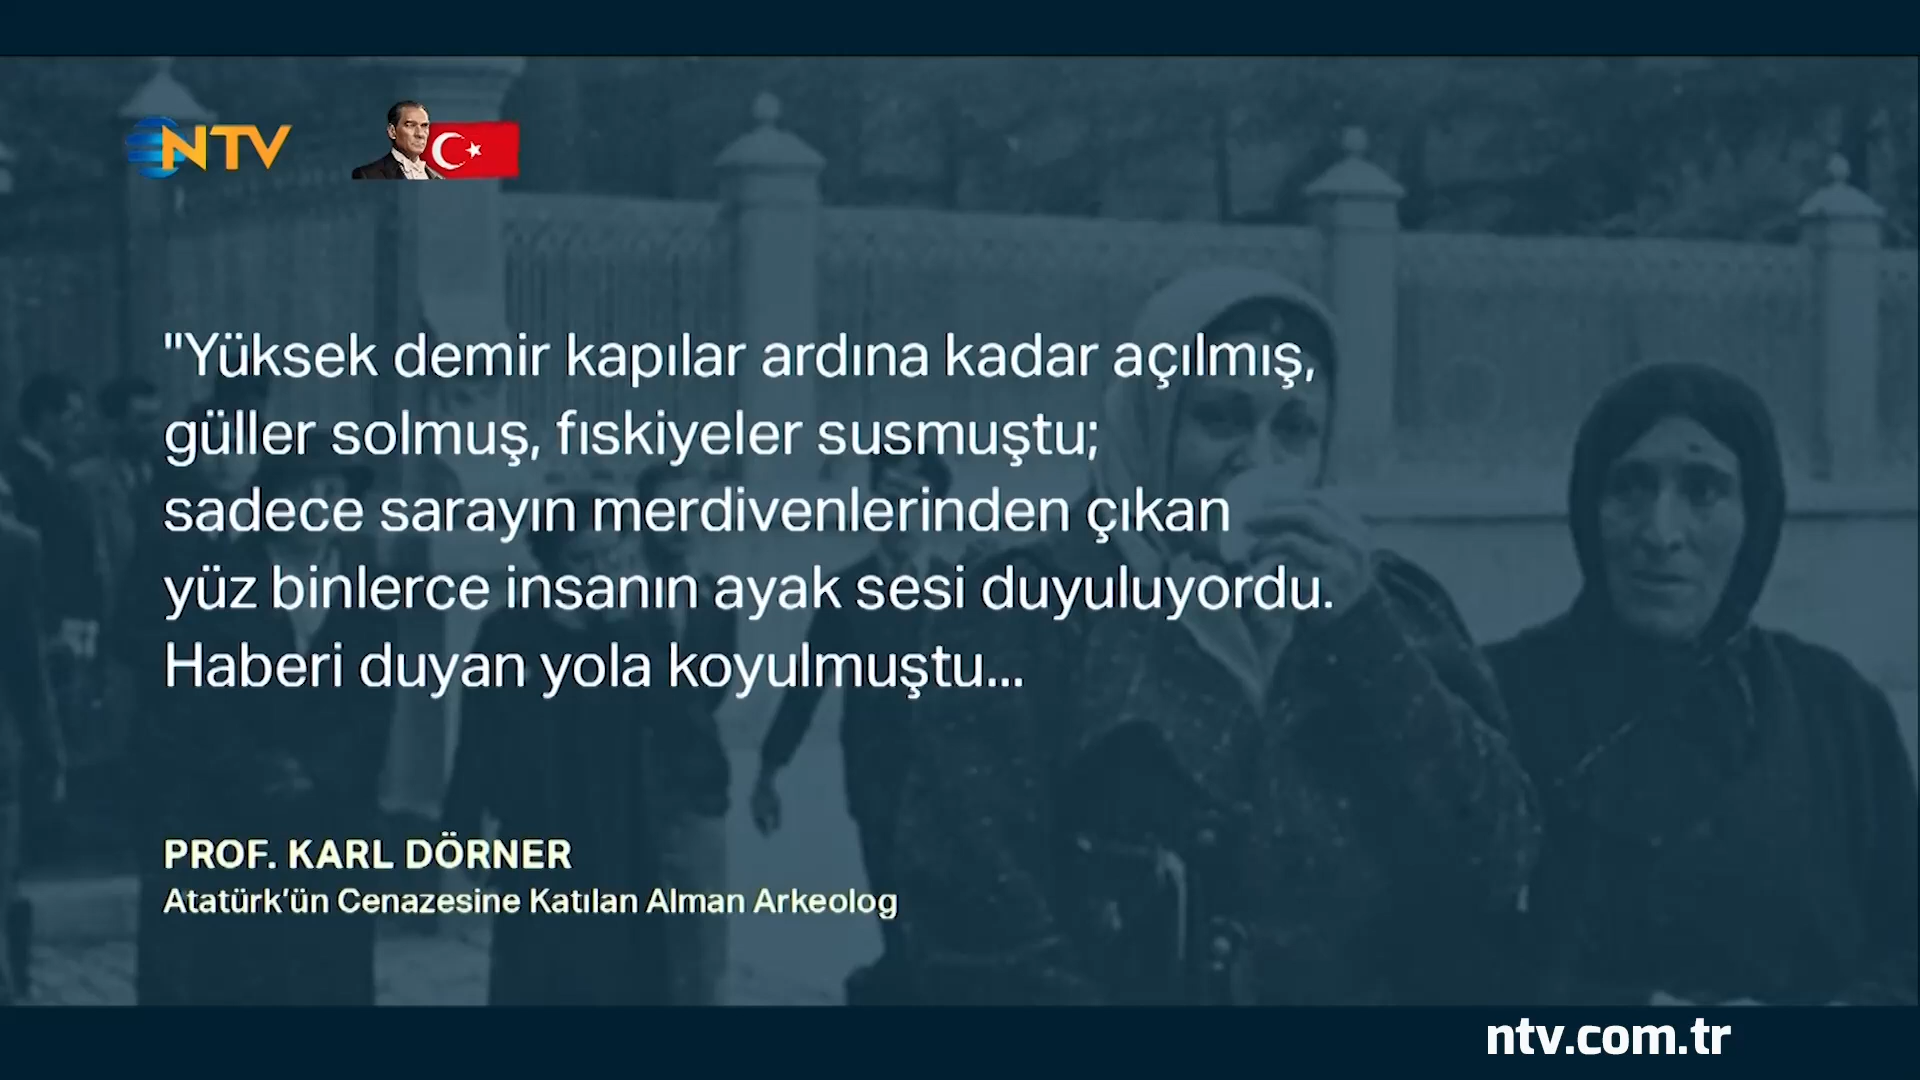 NTV
"Yüksek demir kapılar ardına kadar açılmış,
güller solmuş, fıskiyeler susmuştu;
sadece sarayın merdivenlerinden çıkan
yüz binlerce insanın ayak sesi duyuluyordu.
Haberi duyan yola koyulmuştu...
PROF. KARL DÖRNER
Atatürk’ün Cenazesine Katılan Alman Arkeolog
ntv.com.tr